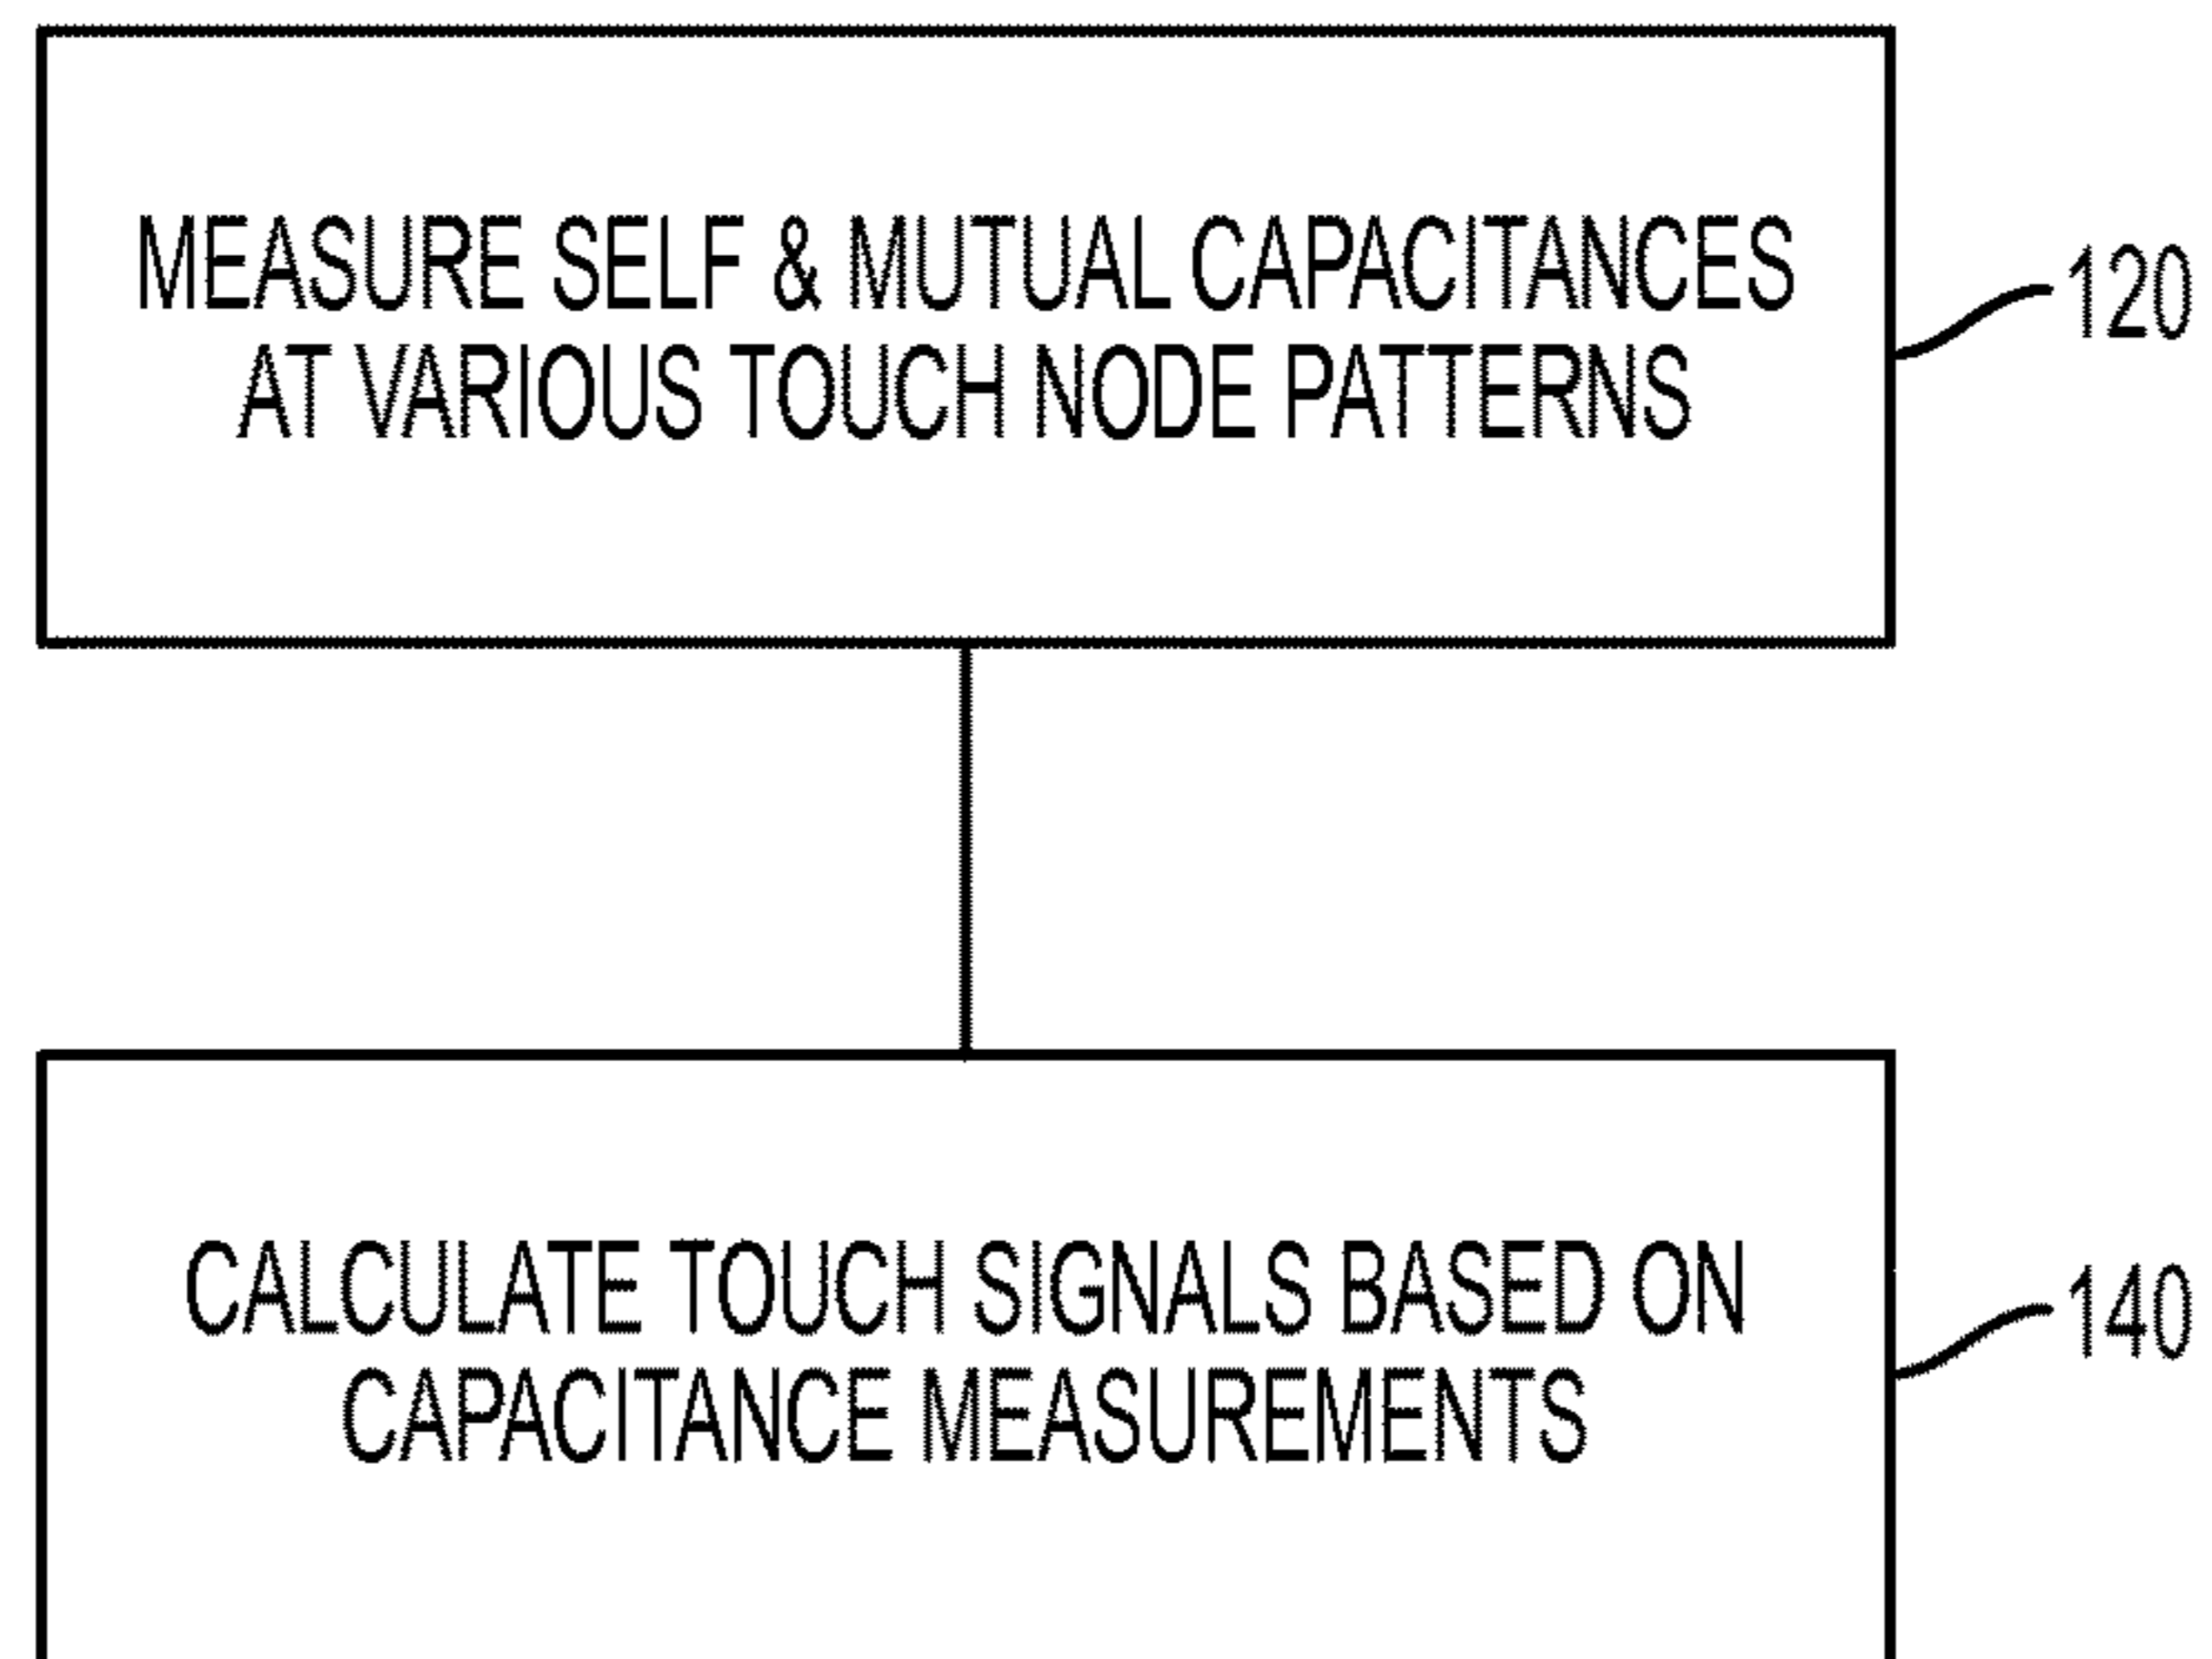 MEASURE SELF & MUTUAL CAPACITANCES
AT VARIOUS TOUCH NODE PATTERNS
120
CALCULATE TOUCH SIGNALS BASED ON
CAPACITANCE MEASUREMENTS
140